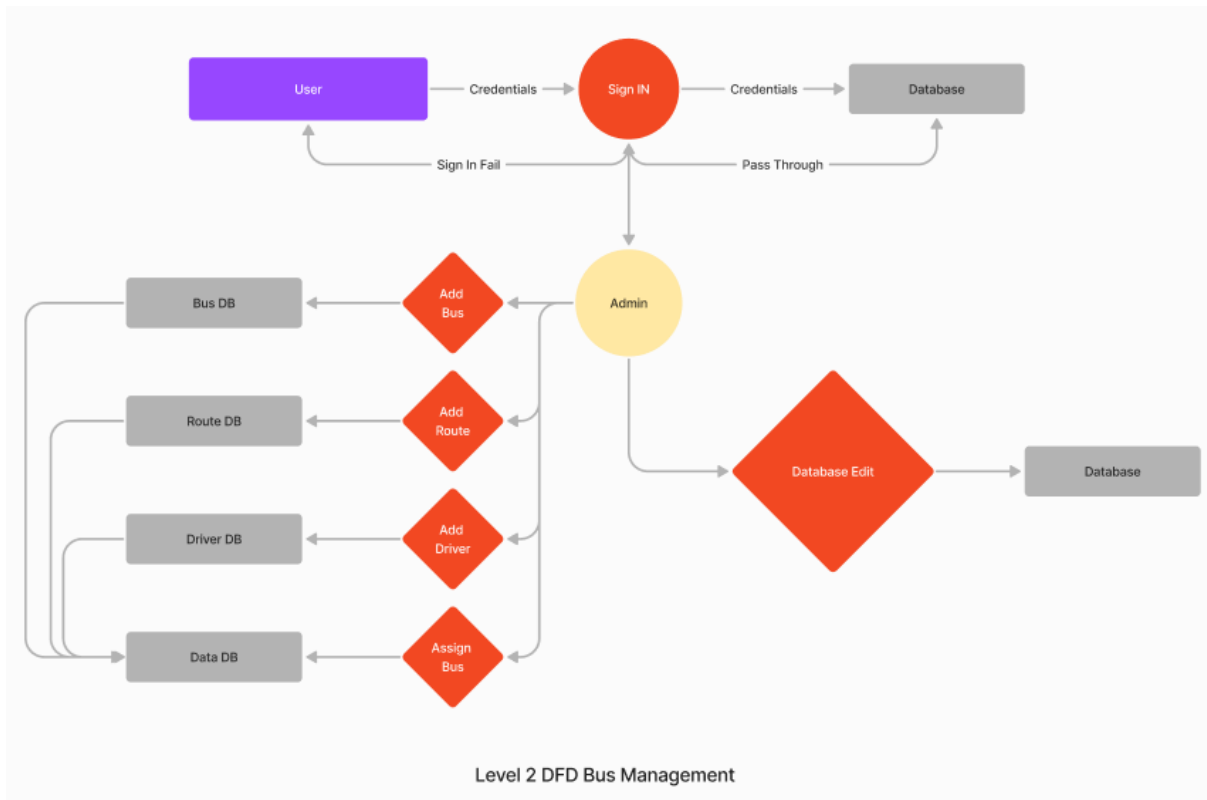 User
Credentials
Sign IN
Credentials
Database
Sign In Fail
Pass Through
Bus DB
Add
Bus
Admin
Route DB
Add
Route
Database Edit
Database
Driver DB
Add
Driver
Data DB
Assign
Bus
Level 2 DFD Bus Management